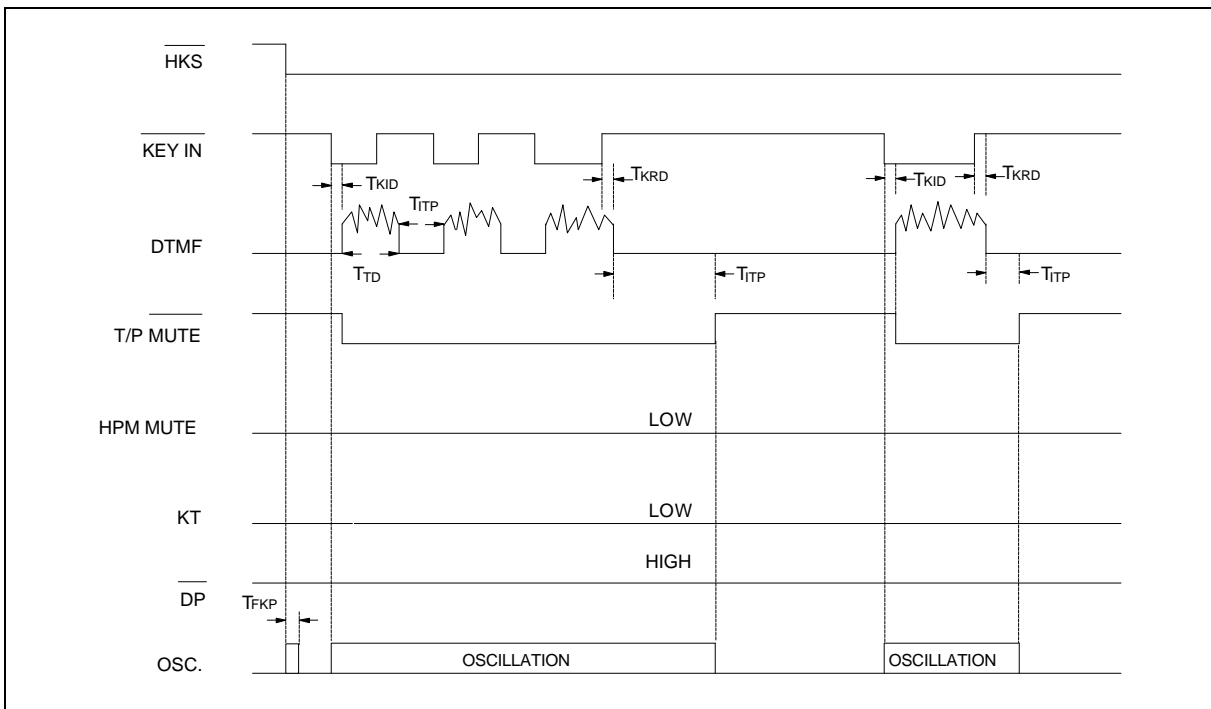 HKS
KEY IN
TKID
TKRD
TKID
TKRD
TITP
DTMF
TTD
TITP
TITP
T/P MUTE
HPM MUTE
LOW
KT
LOW
HIGH
DP
TFKP
OSC.
OSCILLATION
OSCILLATION